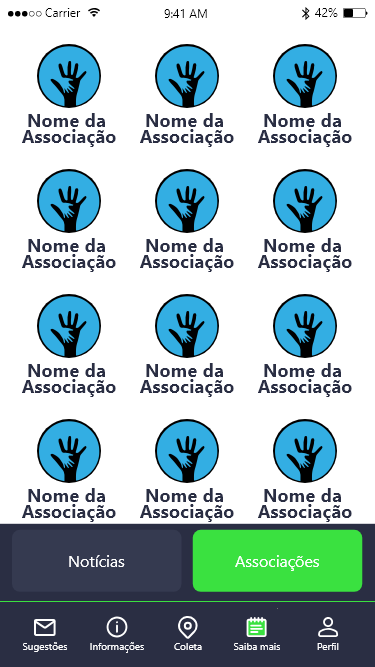 Carrier 9:41 AM 42%
Nome da Nome da Nome da
Associação Associação Associação
Nome da Nome da Nome da
Associação Associação Associação
Nome da Nome da Nome da
Associação Associação Associação
Nome da Nome da Nome da
Associação Associação Associação
Notícias Associações
Sugestões Informações Coleta Saiba mais Perfil